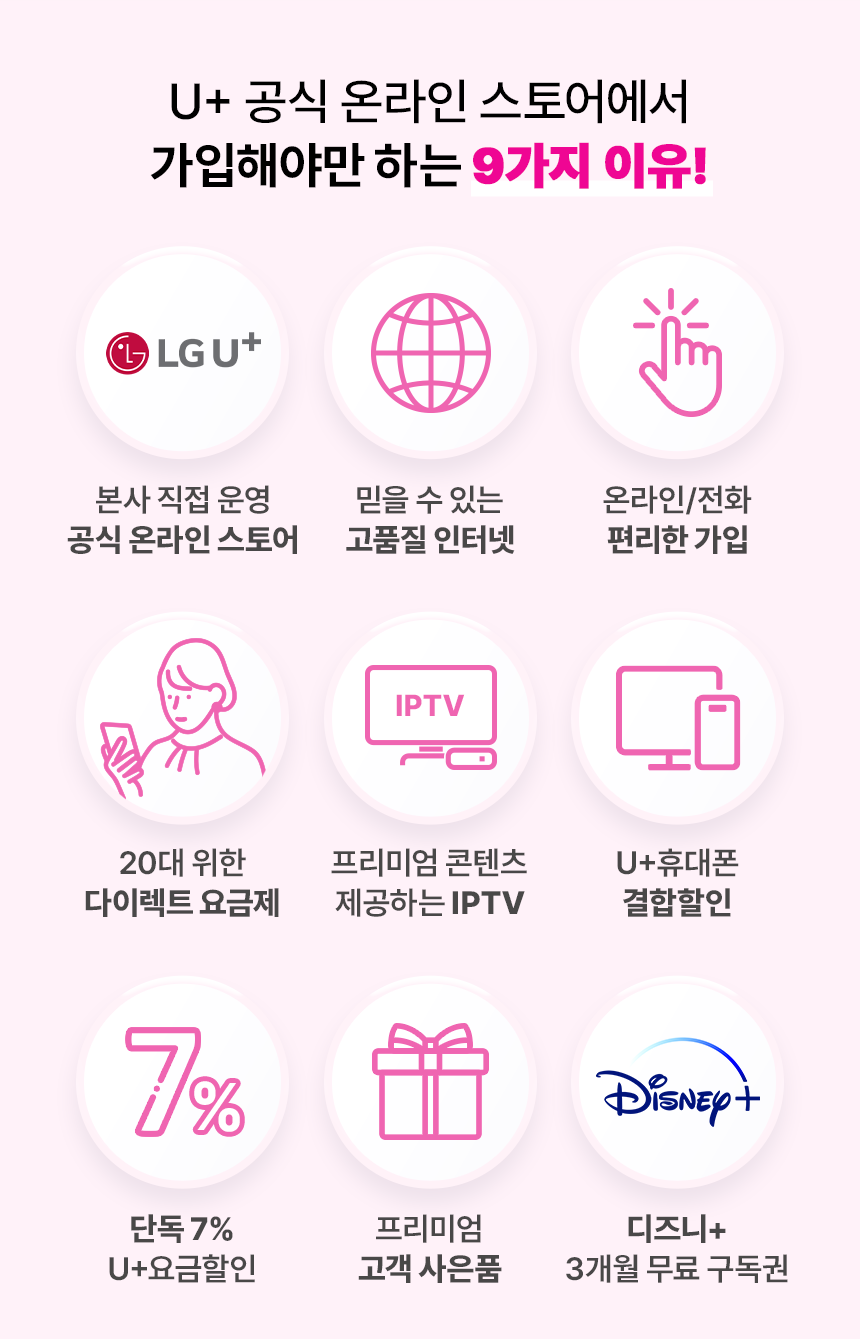 U+ 공식 온라인 스토어에서
가입해야만 하는 9가지 이유!
LG U+
본사 직접 운영
공식 온라인 스토어
믿을 수 있는
고품질 인터넷
온라인/전화
편리한 가입
20대 위한
다이렉트 요금제
IPTV
프리미엄 콘텐츠
제공하는 IPTV
U+휴대폰
결합할인
7%
단독 7%
U+요금할인
프리미엄
고객 사은품
Disney+
디즈니+
3개월 무료 구독권